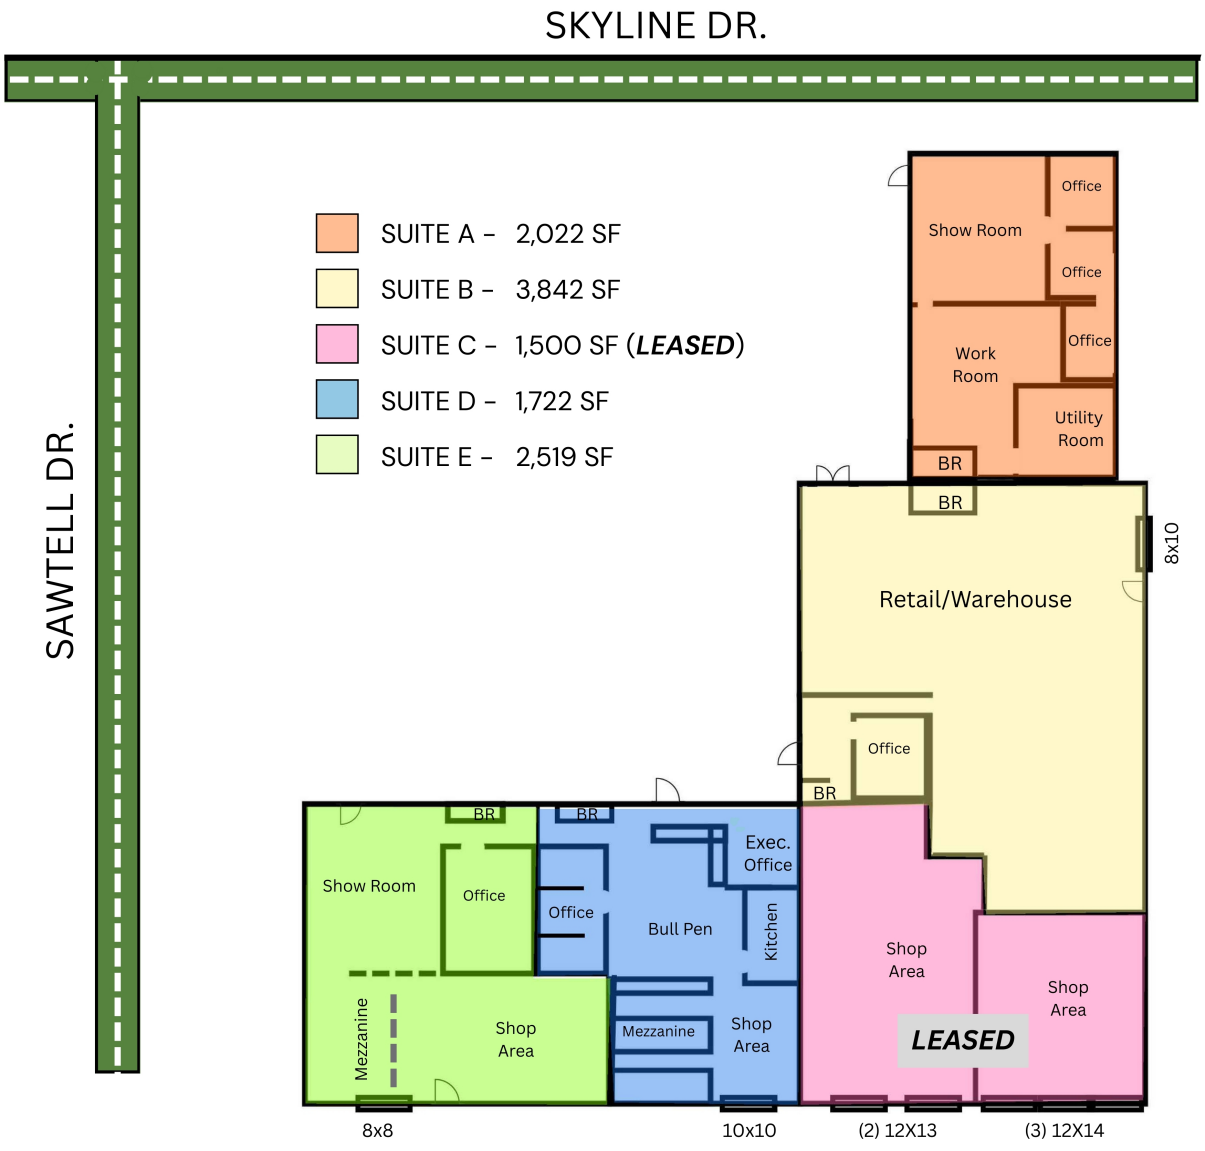 SKYLINE DR.
SAWTELL DR.
SUITE A - 2,022 SF
SUITE B - 3,842 SF
SUITE C - 1,500 SF (LEASED)
SUITE D - 1,722 SF
SUITE E - 2,519 SF
Office
Show Room
Office
Office
Work
Room
Utility
Room
BR
BR
8x10
Retail/Warehouse
Office
BR
BR
BR
Exec.
Office
Show Room
Office
Office
Bull Pen
Kitchen
Shop
Area
Shop
Area
Mezzanine
Shop
Area
Mezzanine
Shop
Area
LEASED
8x8
10x10
(2) 12X13
(3) 12X14